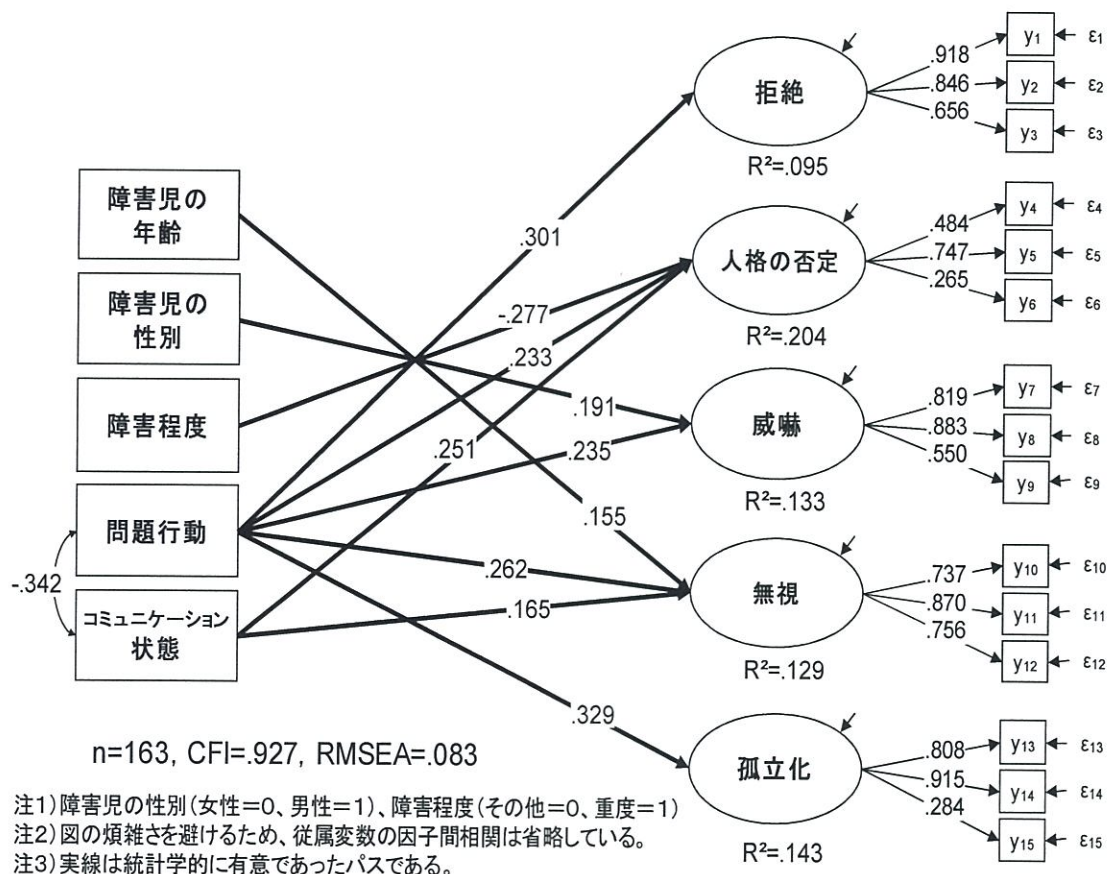 障害児の
年齢
障害児の
性別
障害程度
問題行動
コミュニケーション
状態
-.342
.301
-.277
.233
.191
.251
.235
.155
.262
.165
.329
拒絶
R²=.095
.918
.846
.656
y1
ε1
y2
ε2
y3
ε3
人格の否定
R²=.204
.484
.747
.265
y4
ε4
y5
ε5
y6
ε6
威嚇
R²=.133
.819
.883
.550
y7
ε7
y8
ε8
y9
ε9
無視
R²=.129
.737
.870
.756
y10
ε10
y11
ε11
y12
ε12
孤立化
R²=.143
.808
.915
.284
y13
ε13
y14
ε14
y15
ε15
n=163, CFI=.927, RMSEA=.083
注1)障害児の性別(女性=0、男性=1)、障害程度(その他=0、重度=1)
注2)図の煩雑さを避けるため、従属変数の因子間相関は省略している。
注3)実線は統計学的に有意であったパスである。